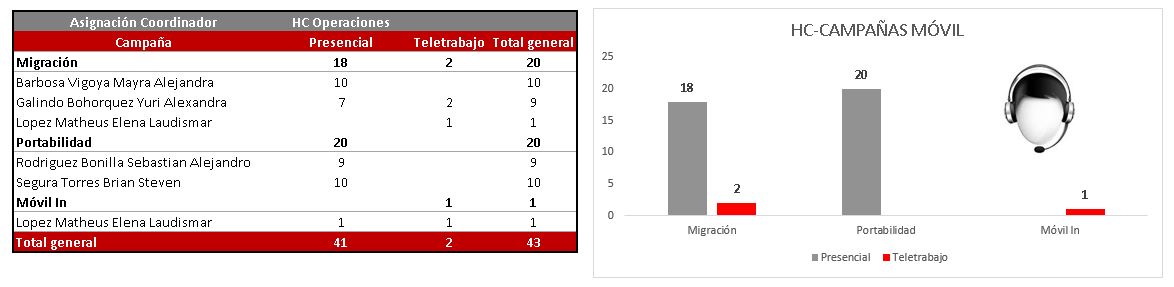 Asignación Coordinador HC Operaciones
Campaña Presencial Teletrabajo Total general
Migración 18 2 20
Barbosa Vigoya Mayra Alejandra 10 10
Galindo Bohorquez Yuri Alexandra 7 2 9
Lopez Matheus Elena Laudismar 1 1
Portabilidad 20 20
Rodriguez Bonilla Sebastian Alejandro 9 9
Segura Torres Brian Steven 10 10
Móvil In 1 1
Lopez Matheus Elena Laudismar 1 1 1
Total general 41 2 43
HC-CAMPAÑAS MÓVIL
25
20
15
10
5
0
18
2
20
1
Migración Portabilidad Móvil In
Presencial Teletrabajo